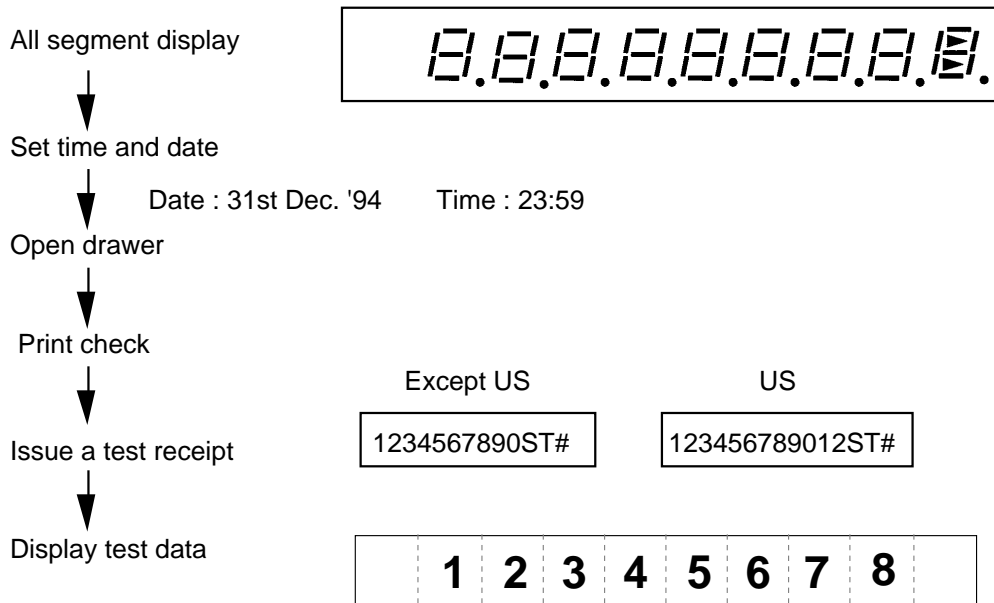 All segment display
8.8.8.8.8.8.8.8.8.
Set time and date
Date : 31st Dec. '94 Time : 23:59
Open drawer
Print check
Except US US
Issue a test receipt 1234567890ST# 123456789012ST#
Display test data 1 2 3 4 5 6 7 8